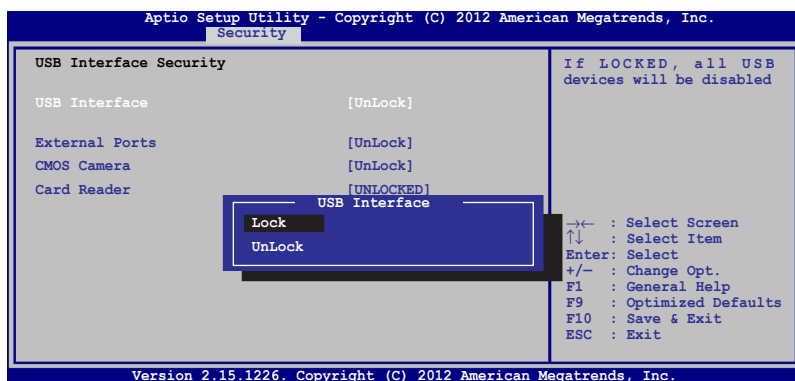 Aptio Setup Utility - Copyright (C) 2012 American Megatrends, Inc.
Security
USB Interface Security
USB Interface [UnLock]
External Ports [UnLock]
CMOS Camera [UnLock]
Card Reader [UNLOCKED]
USB Interface
Lock
UnLock
If LOCKED, all USB
devices will be disabled
→← : Select Screen
↑↓ : Select Item
Enter: Select
+/— : Change Opt.
F1 : General Help
F9 : Optimized Defaults
F10 : Save & Exit
ESC : Exit
Version 2.15.1226. Copyright (C) 2012 American Megatrends, Inc.